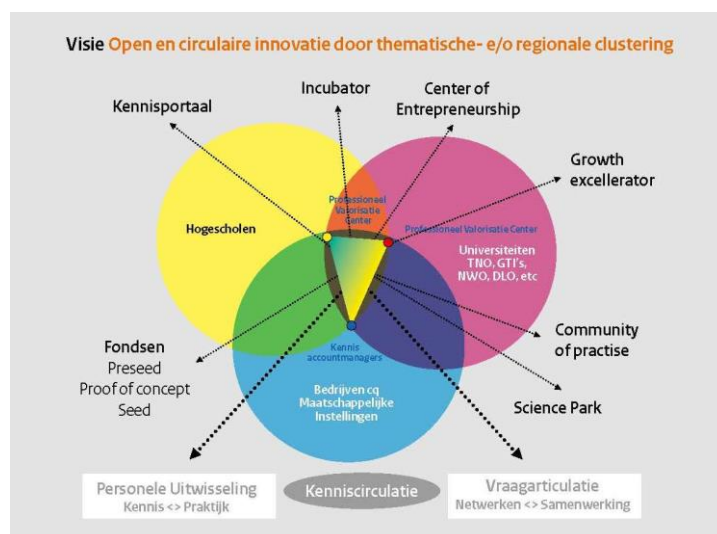 Visie Open en circulaire innovatie door thematische- e/o regionale clustering
Incubator
Center of
Entrepreneurship
Kennisportaal
Growth
excellerator
Professioneel
Valorisatie
Center
Hogescholen
Professioneel Valorisatie Center
Universiteiten
TNO, GTI's,
NWO, DLO, etc
Fondsen
Preseed
Proof of concept
Seed
Kennis
accountmanagers
Community
of practise
Bedrijven cq
Maatschappelijke
Instellingen
Science Park
Personele Uitwisseling
Kennis <> Praktijk
Kenniscirculatie
Vraagarticulatie
Netwerken <> Samenwerking